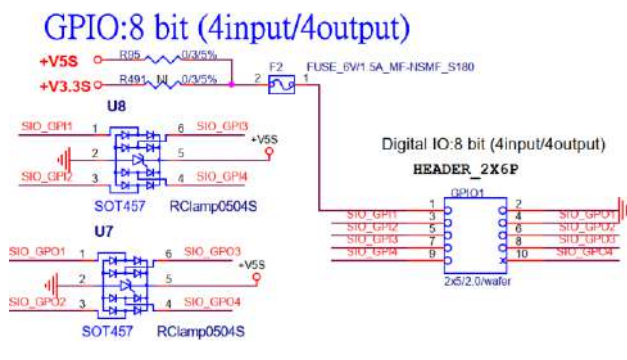 GPIO:8 bit (4input/4output)
+V5S R95 0/3/5%
F2 FUSE_6V/1.5A_MF-NSMF_S180
+V3.3S R491 NI 0/3/5% 2 1
U8
SIO_GPI1 1 6 SIO_GPI3
+V5S
2 5
SIO_GPI2 3 4 SIO_GPI4
SOT457 RClamp0504S
U7
SIO_GPO1 1 6 SIO_GPO3
+V5S
2 5
SIO_GPO2 3 4 SIO_GPO4
SOT457 RClamp0504S
Digital IO:8 bit (4input/4output)
HEADER_2X6P
GPIO1
1 2
SIO_GPI1 3 4 SIO_GPO1
SIO_GPI2 5 6 SIO_GPO2
SIO_GPI3 7 8 SIO_GPO3
SIO_GPI4 9 10 SIO_GPO4
2x5/2.0/wafer